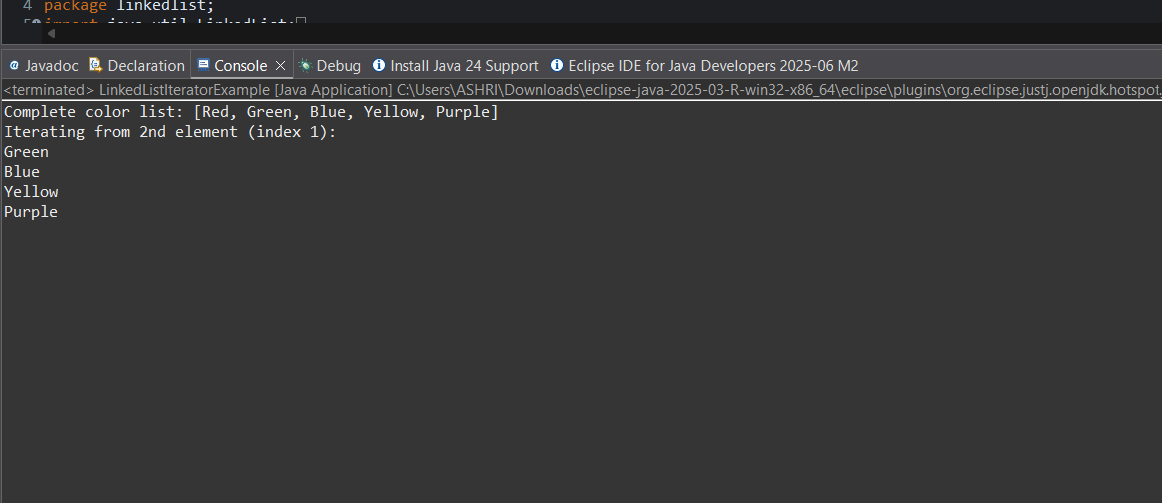 4 package linkedlist;
import java.util.LinkedList;
Javadoc Declaration Console Debug Install Java 24 Support Eclipse IDE for Java Developers 2025-06 M2
<terminated> LinkedListIteratorExample [Java Application] C:\Users\ASHRI\Downloads\eclipse-java-2025-03-R-win32-x86_64\eclipse\plugins\org.eclipse.justj.openjdk.hotspot.
Complete color list: [Red, Green, Blue, Yellow, Purple]
Iterating from 2nd element (index 1):
Green
Blue
Yellow
Purple